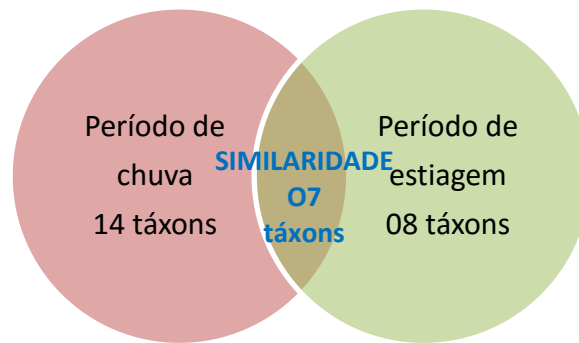 Período de
chuva
14 táxons
SIMILARIDADE
O7
táxons
Período de
estiagem
08 táxons